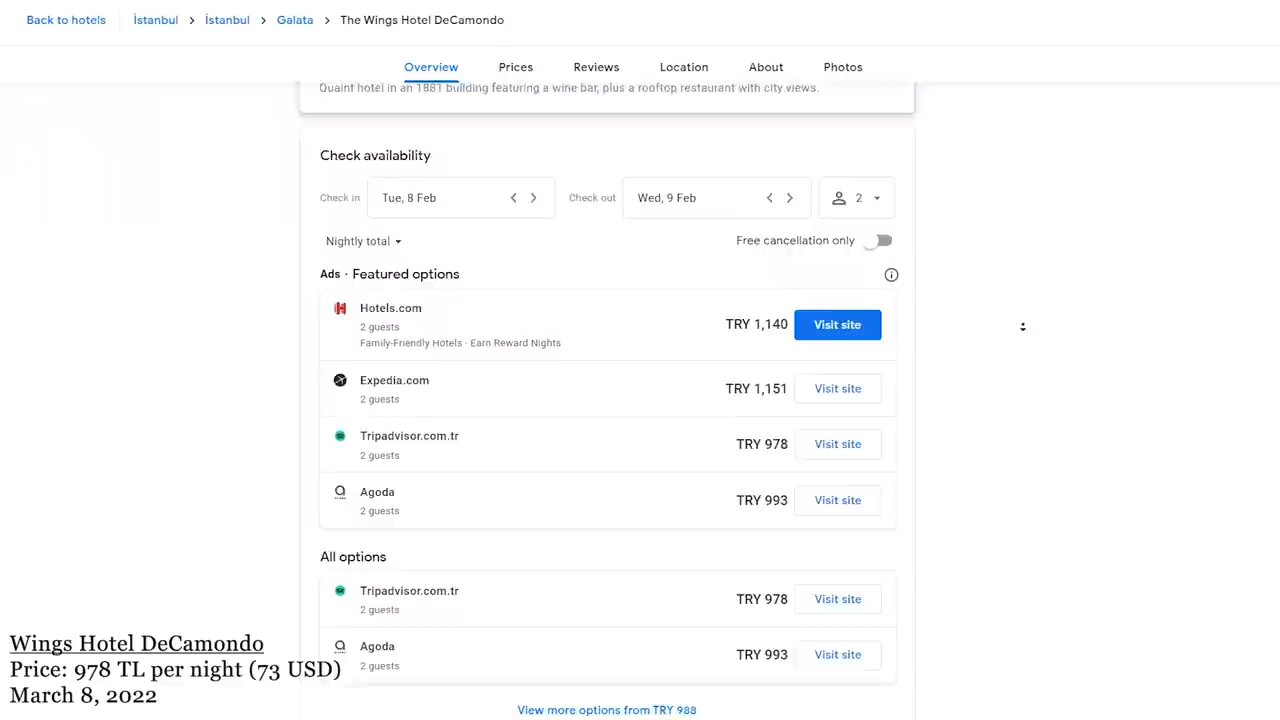 Back to hotels İstanbul > İstanbul > Galata > The Wings Hotel DeCamondo
Overview Prices Reviews Location About Photos
Quaint hotel in an 1881 building featuring a wine bar, plus a rooftop restaurant with city views.
Check availability
Check in Tue, 8 Feb < > Check out Wed, 9 Feb < > 2
Nightly total Free cancellation only
Ads · Featured options
Hotels.com
2 guests
Family-Friendly Hotels · Earn Reward Nights
TRY 1,140 Visit site
Expedia.com
2 guests
TRY 1,151 Visit site
Tripadvisor.com.tr
2 guests
TRY 978 Visit site
Agoda
2 guests
TRY 993 Visit site
All options
Tripadvisor.com.tr
2 guests
TRY 978 Visit site
Agoda
2 guests
TRY 993 Visit site
View more options from TRY 988
Wings Hotel DeCamondo
Price: 978 TL per night (73 USD)
March 8, 2022